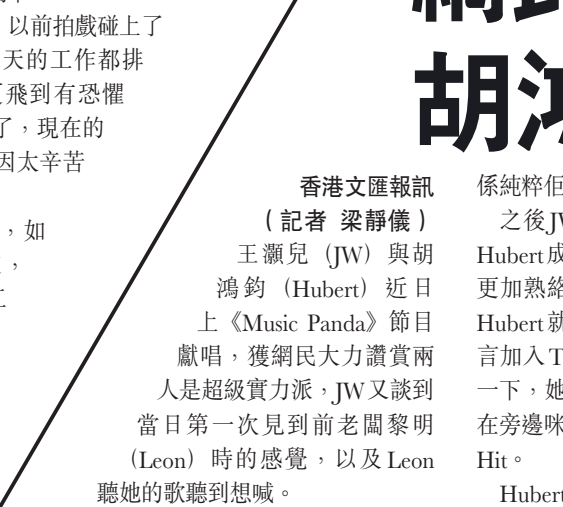 以前拍戲碰上了
天的工作都排
飛到有恐懼
了，現在的
因太辛苦
，如
，
胡鴻
香港文匯報訊
（記者 梁靜儀）
王灝兒（JW）與胡
鴻鈞（Hubert）近日
上《Music Panda》節目
獻唱，獲網民大力讚賞兩
人是超級實力派，JW又談到
當日第一次見到前老闆黎明
（Leon）時的感覺，以及Leon
聽她的歌聽到想喊。
係純粹佢
之後JW
Hubert成
更加熟絡
Hubert就
言加入T
一下，她
在旁邊咪
Hit。
Hubert